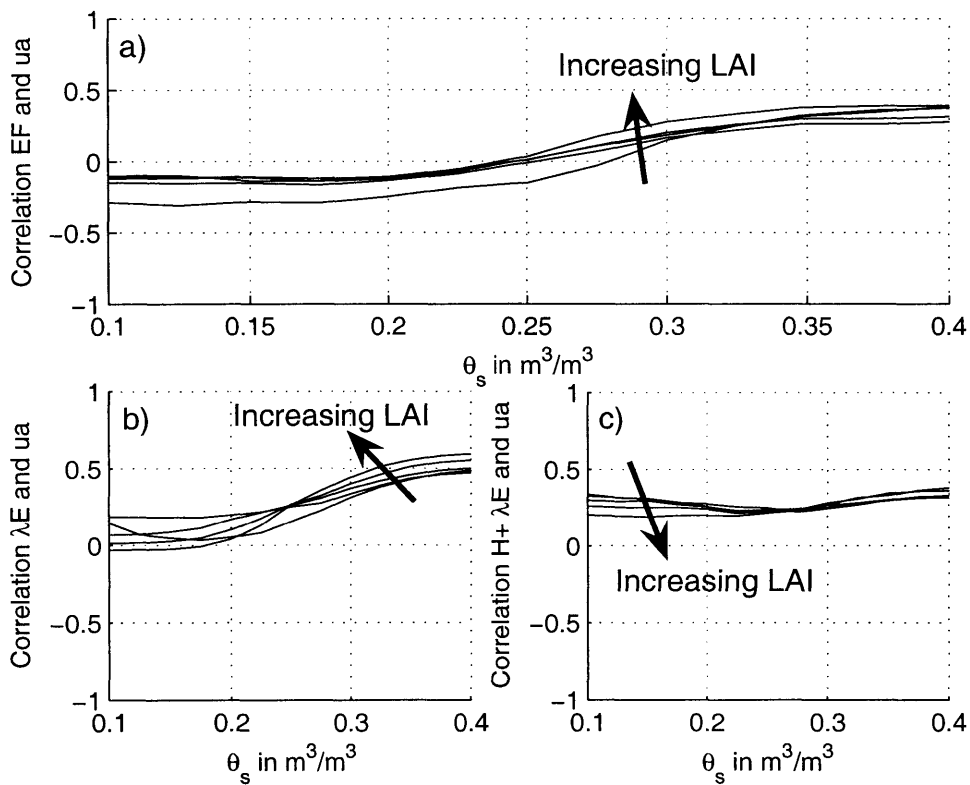 a)
Increasing LAI
Correlation EF and ua
1
0.5
0
−0.5
−1
0.1 0.15 0.2 0.25 0.3 0.35 0.4
θs in m³/m³
b)
Increasing LAI
Correlation λE and ua
1
0.5
0
−0.5
−1
0.1 0.2 0.3 0.4
θs in m³/m³
c)
Increasing LAI
Correlation H+ λE and ua
1
0.5
0
−0.5
−1
0.1 0.2 0.3 0.4
θs in m³/m³